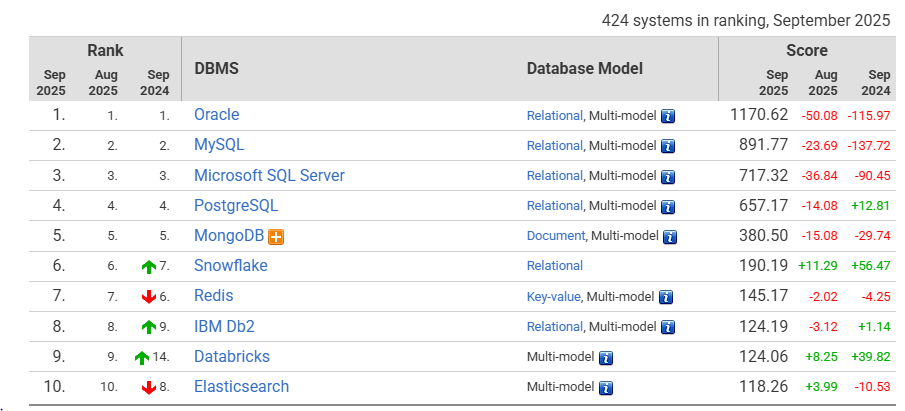 424 systems in ranking, September 2025
Rank DBMS Database Model Score
Sep 2025 Aug 2025 Sep 2024 Sep 2025 Aug 2025 Sep 2024
1. 1. 1. Oracle Relational, Multi-model i 1170.62 -50.08 -115.97
2. 2. 2. MySQL Relational, Multi-model i 891.77 -23.69 -137.72
3. 3. 3. Microsoft SQL Server Relational, Multi-model i 717.32 -36.84 -90.45
4. 4. 4. PostgreSQL Relational, Multi-model i 657.17 -14.08 +12.81
5. 5. 5. MongoDB Document, Multi-model i 380.50 -15.08 -29.74
6. 6. 7. Snowflake Relational 190.19 +11.29 +56.47
7. 7. 6. Redis Key-value, Multi-model i 145.17 -2.02 -4.25
8. 8. 9. IBM Db2 Relational, Multi-model i 124.19 -3.12 +1.14
9. 9. 14. Databricks Multi-model i 124.06 +8.25 +39.82
10. 10. 8. Elasticsearch Multi-model i 118.26 +3.99 -10.53
.